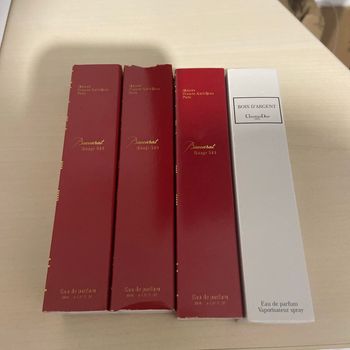 Maison
Francis Kurkdjian
Paris
Baccarat
Rouge 540
Eau de parfum
Maison
Francis Kurkdjian
Paris
Baccarat
Rouge 540
Eau de parfum
Maison
Francis Kurkdjian
Paris
Baccarat
Rouge 540
Eau de parfum
BOIS D'ARGENT
Christian Dior
Eau de parfum
Vaporisateur spray